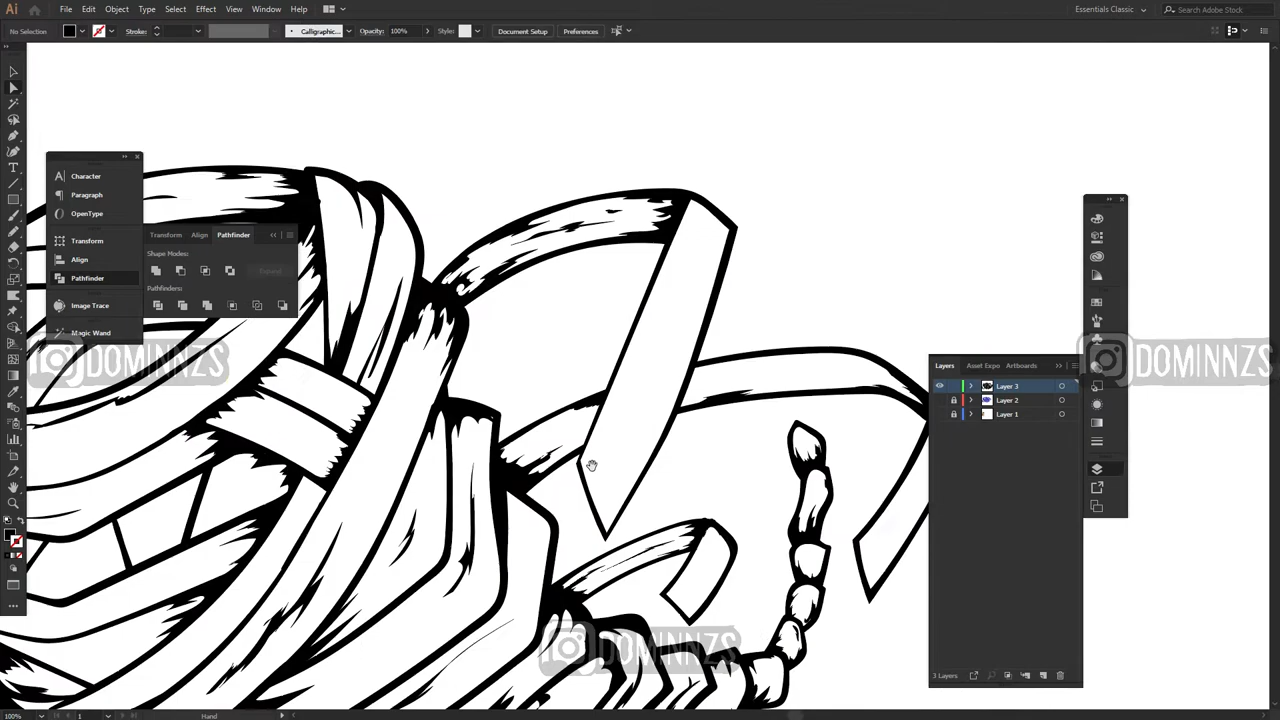 Ai File Edit Object Type Select Effect View Window Help Essentials Classic Search Adobe Stock
No Selection Stroke: Calligraphic... Opacity: 100% Style: Document Setup Preferences
Character
Paragraph
OpenType
Transform
Align
Pathfinder
Image Trace
Magic Wand
Transform Align Pathfinder
Shape Modes:
Expand
Pathfinders:
DOMINNZS
DOMINNZS
Layers Asset Expo Artboards
Layer 3
Layer 2
Layer 1
DOMINNZS
3 Layers
100% 1 Hand